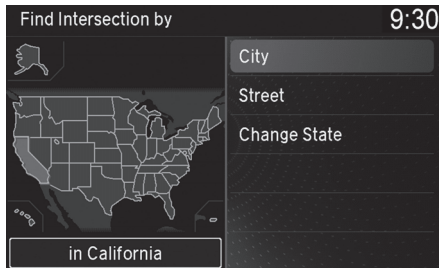 Find Intersection by
9:30
City
Street
Change State
in California